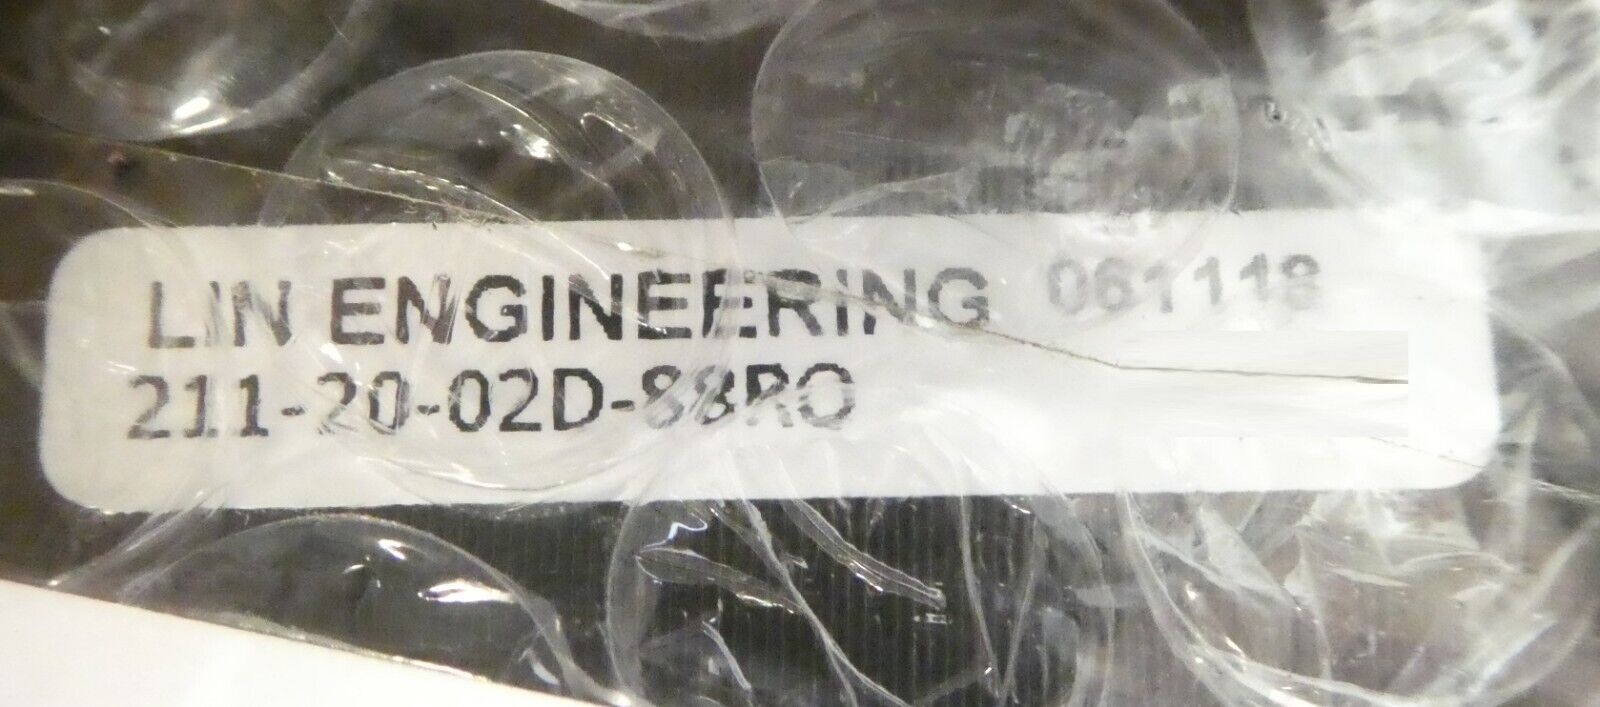 LIN ENGINEERING 061118
211-20-02D-88RO